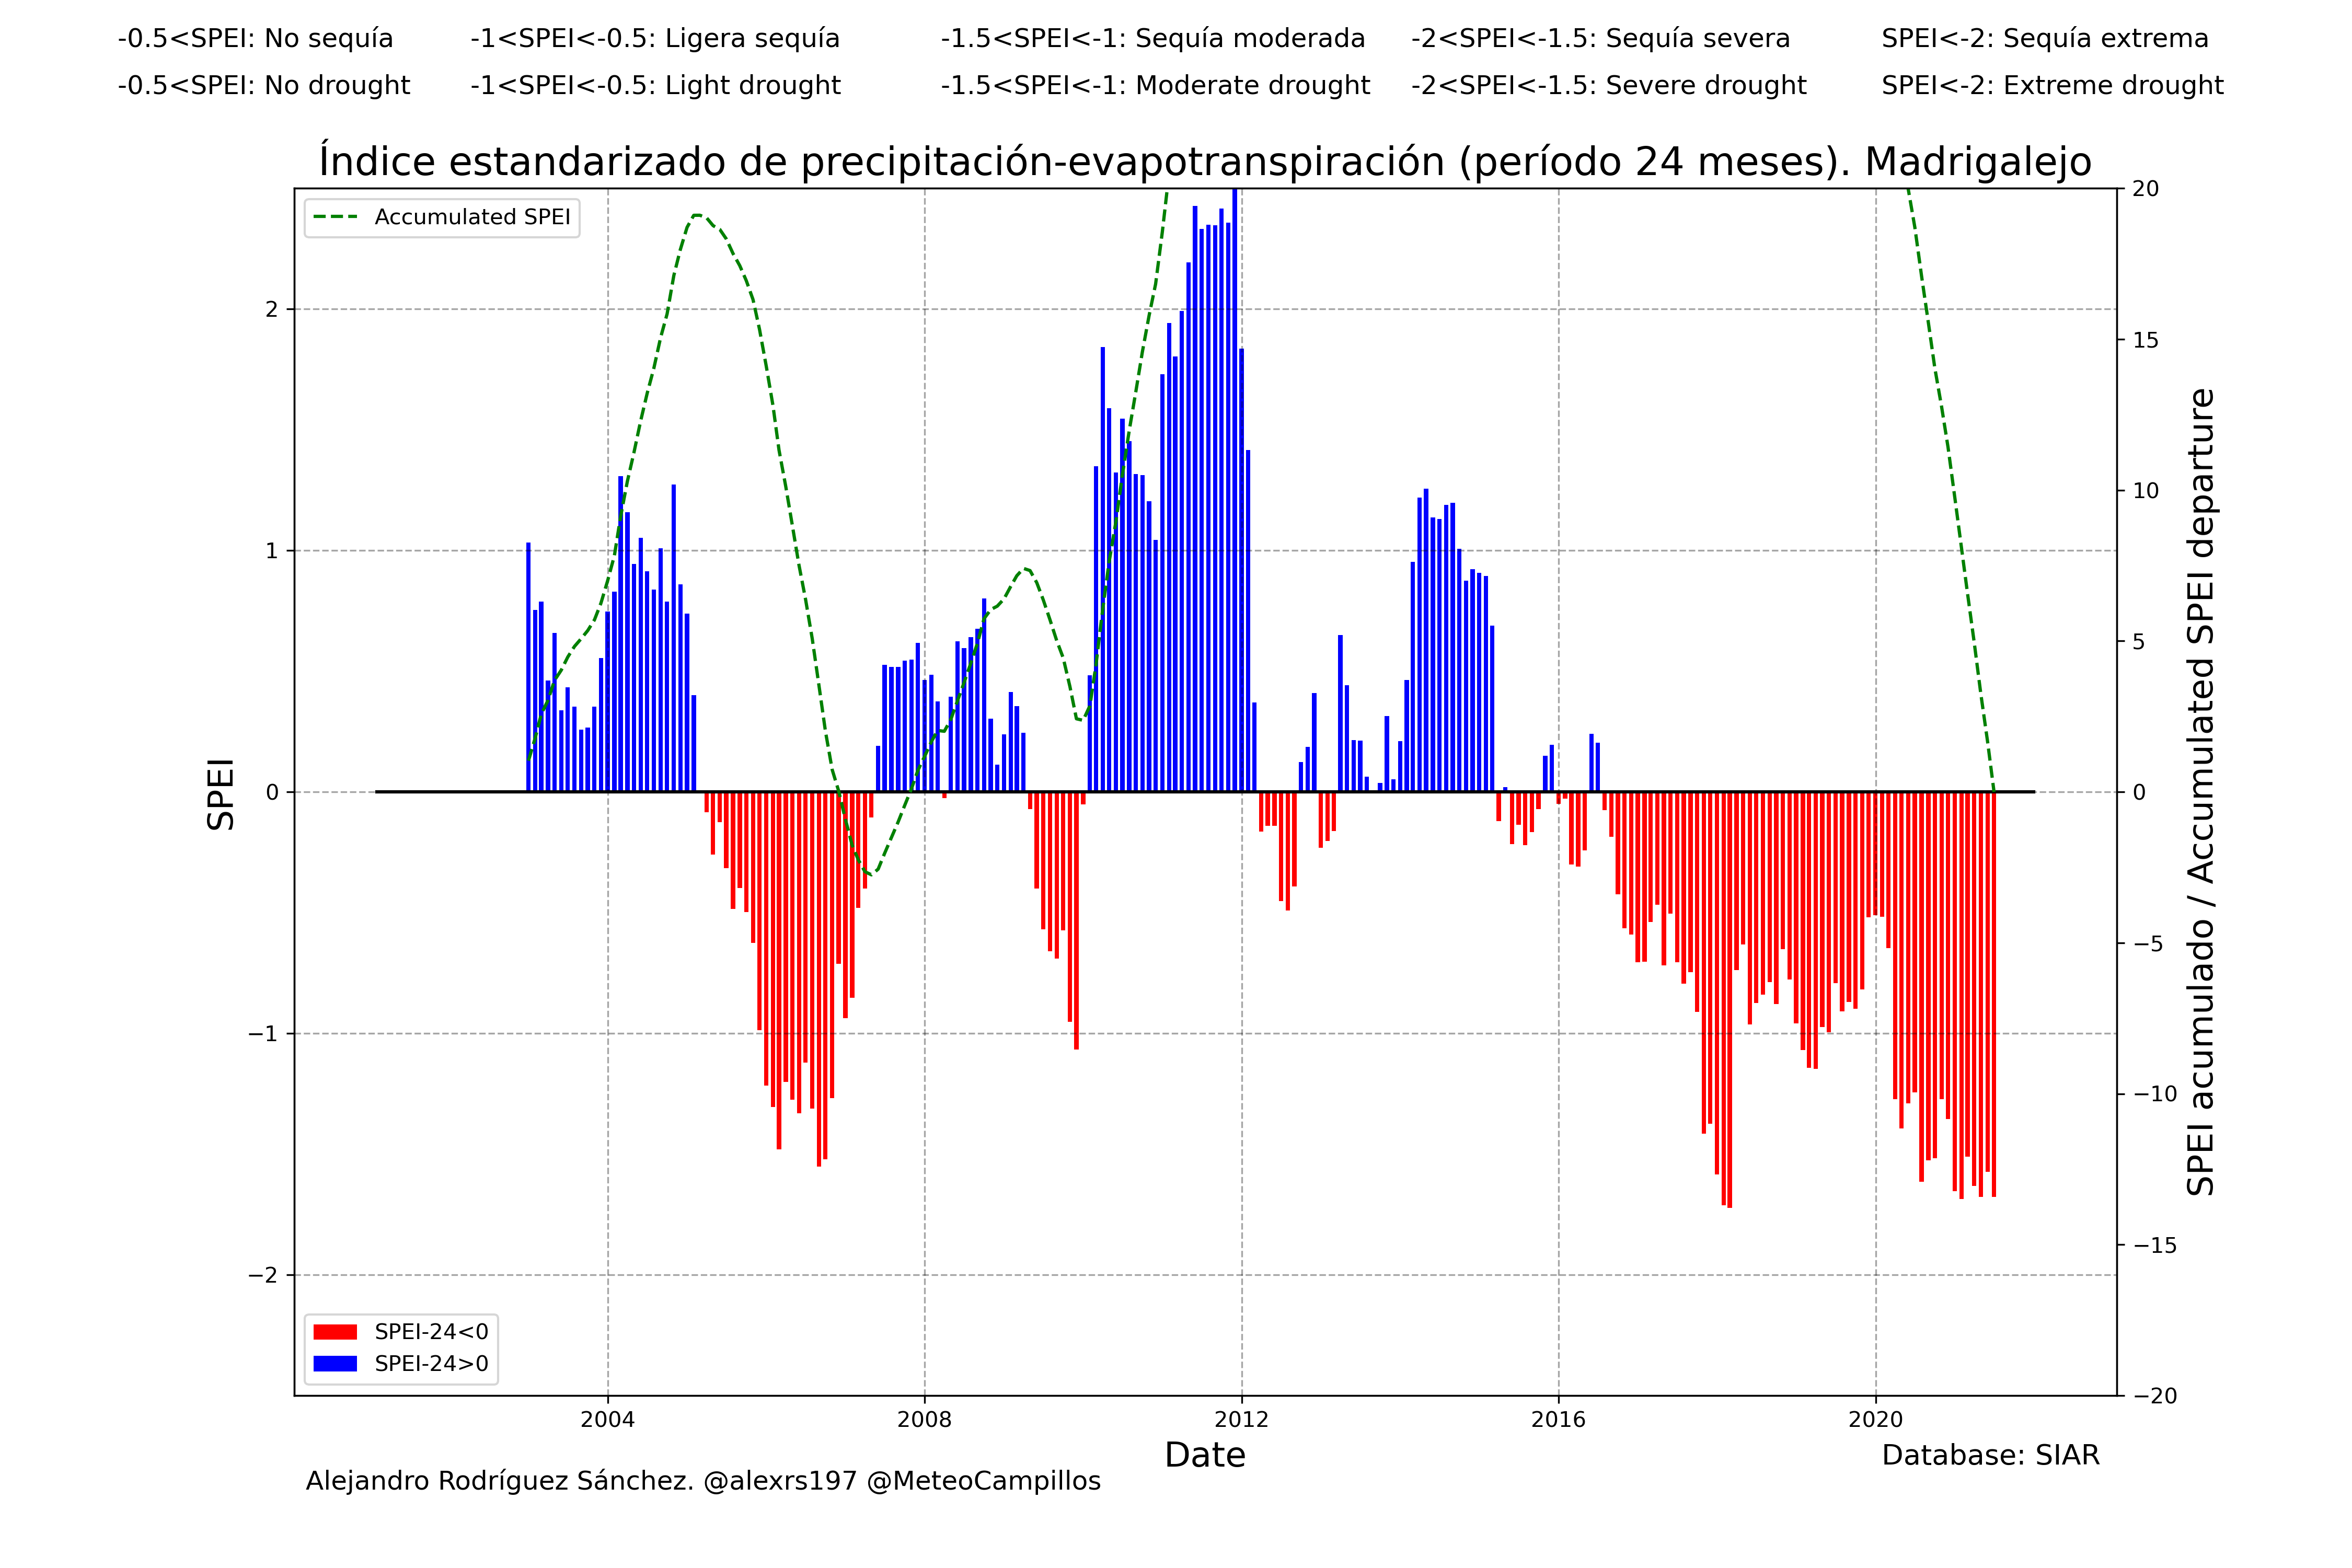 -0.5<SPEI: No sequía -1<SPEI<-0.5: Ligera sequía -1.5<SPEI<-1: Sequía moderada -2<SPEI<-1.5: Sequía severa SPEI<-2: Sequía extrema
-0.5<SPEI: No drought -1<SPEI<-0.5: Light drought -1.5<SPEI<-1: Moderate drought -2<SPEI<-1.5: Severe drought SPEI<-2: Extreme drought
Índice estandarizado de precipitación-evapotranspiración (período 24 meses). Madrigalejo
Accumulated SPEI
SPEI
2
1
0
−1
−2
20
15
10
5
0
−5
−10
−15
−20
SPEI acumulado / Accumulated SPEI departure
SPEI-24<0
SPEI-24>0
2004 2008 2012 2016 2020
Date
Database: SIAR
Alejandro Rodríguez Sánchez. @alexrs197 @MeteoCampillos